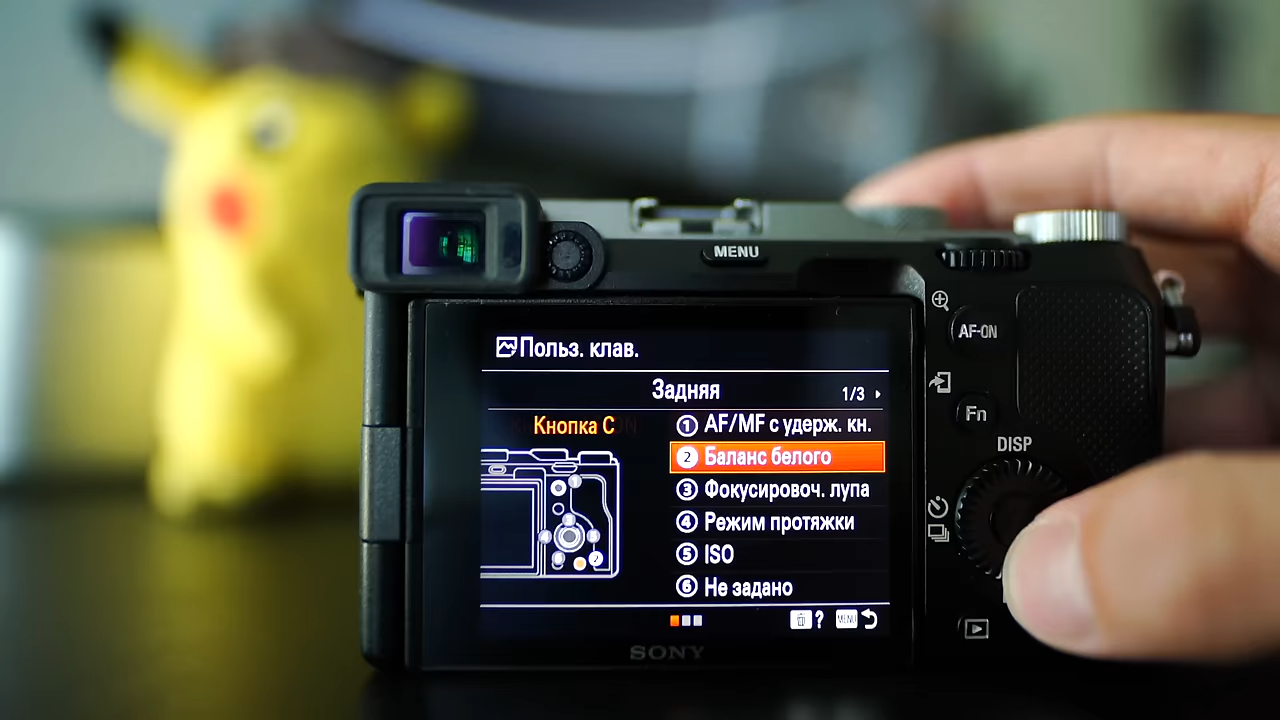 MENU
AF-ON
Fn
DISP
Польз. клав.
Задняя
1/3
Кнопка C
1 AF/MF с удерж. кн.
2 Баланс белого
3 Фокусировоч. лупа
4 Режим протяжки
5 ISO
6 Не задано
?
MENU
SONY